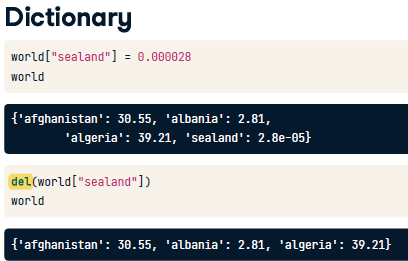 Dictionary
world["sealand"] = 0.000028
world
{'afghanistan': 30.55, 'albania': 2.81,
        'algeria': 39.21, 'sealand': 2.8e-05}
del(world["sealand"])
world
{'afghanistan': 30.55, 'albania': 2.81, 'algeria': 39.21}